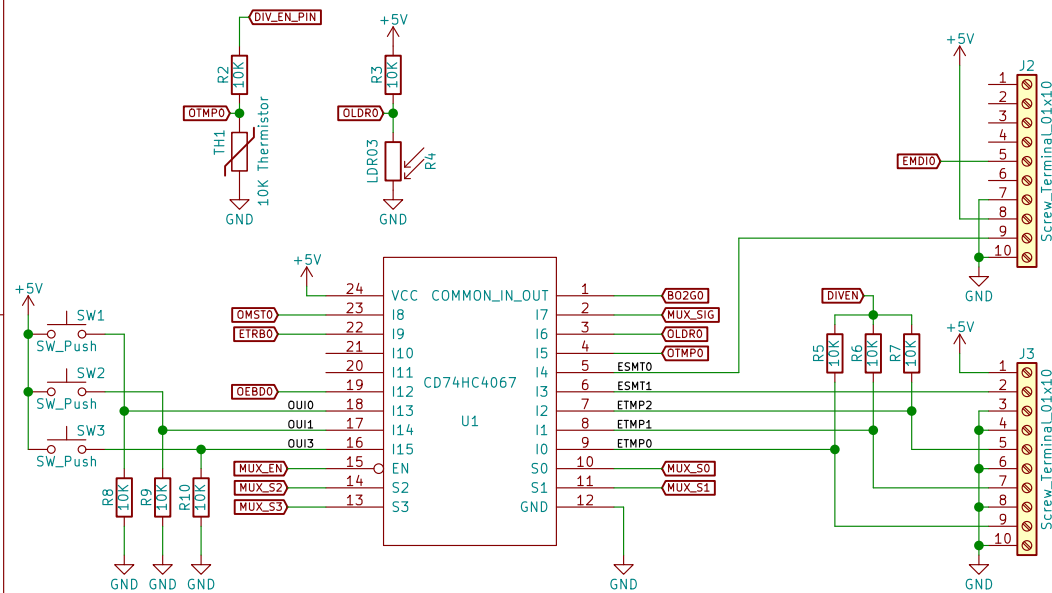 DIV_EN_PIN
R2
10K
OTMP0
TH1
10K Thermistor
GND
+5V
R3
10K
OLDR0
LDR03
R4
GND
+5V
J2
1
2
3
4
5
6
7
8
9
10
EMDI0
Screw_Terminal_01x10
GND
+5V
SW1
SW_Push
SW2
SW_Push
SW3
SW_Push
R8
10K
R9
10K
R10
10K
GND
GND
GND
+5V
24 VCC COMMON_IN_OUT 1 BO2G0
OMST0 23 I8 I7 2 MUX_SIG
ETRB0 22 I9 I6 3 OLDR0
21 I10 I5 4 OTMP0
20 I11 I4 5 ESMT0
OEBD0 19 I12 I3 6 ESMT1
OUI0 18 I13 I2 7 ETMP2
OUI1 17 I14 I1 8 ETMP1
OUI3 16 I15 I0 9 ETMP0
MUX_EN 15 EN S0 10 MUX_S0
MUX_S2 14 S2 S1 11 MUX_S1
MUX_S3 13 S3 GND 12
CD74HC4067
U1
GND
DIVEN
R5
10K
R6
10K
R7
10K
+5V
J3
1
2
3
4
5
6
7
8
9
10
Screw_Terminal_01x10
GND